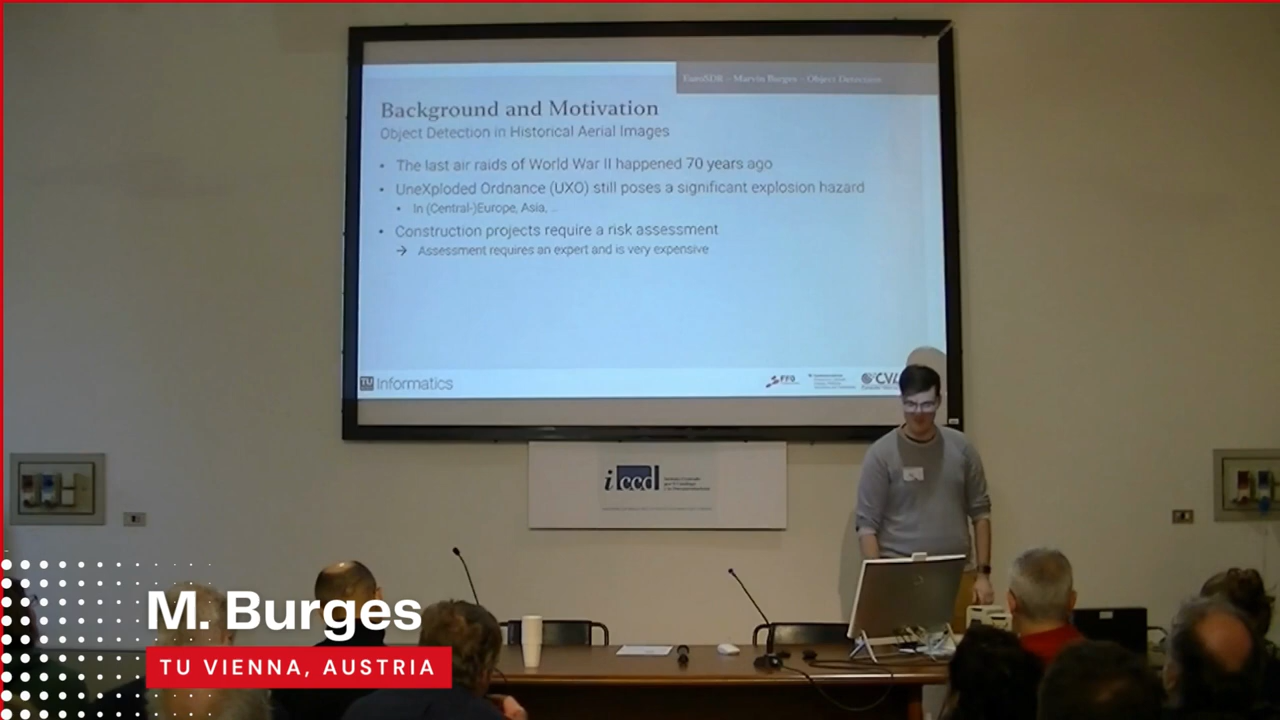 EuroSDR – Marvin Burges – Object Detection
Background and Motivation
Object Detection in Historical Aerial Images
• The last air raids of World War II happened 70 years ago
• UneXploded Ordnance (UXO) still poses a significant explosion hazard
• In (Central-)Europe, Asia, ...
• Construction projects require a risk assessment
→ Assessment requires an expert and is very expensive
TU Informatics
FFG
CVL
iccd
M. Burges
TU VIENNA, AUSTRIA